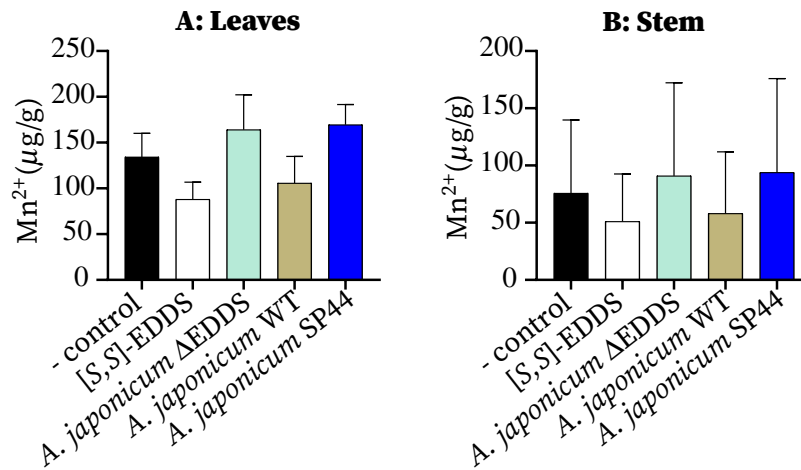 A: Leaves
250
200
150
100
50
0
Mn²⁺(µg/g)
- control
[S,S]-EDDS
A. japonicum ΔEDDS
A. japonicum WT
A. japonicum SP44
B: Stem
200
150
100
50
0
Mn²⁺(µg/g)
- control
[S,S]-EDDS
A. japonicum ΔEDDS
A. japonicum WT
A. japonicum SP44